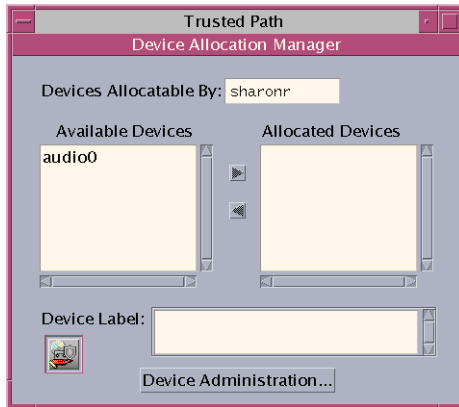 Trusted Path
Device Allocation Manager
Devices Allocatable By: sharonr
Available Devices Allocated Devices
audio0
Device Label:
Device Administration...